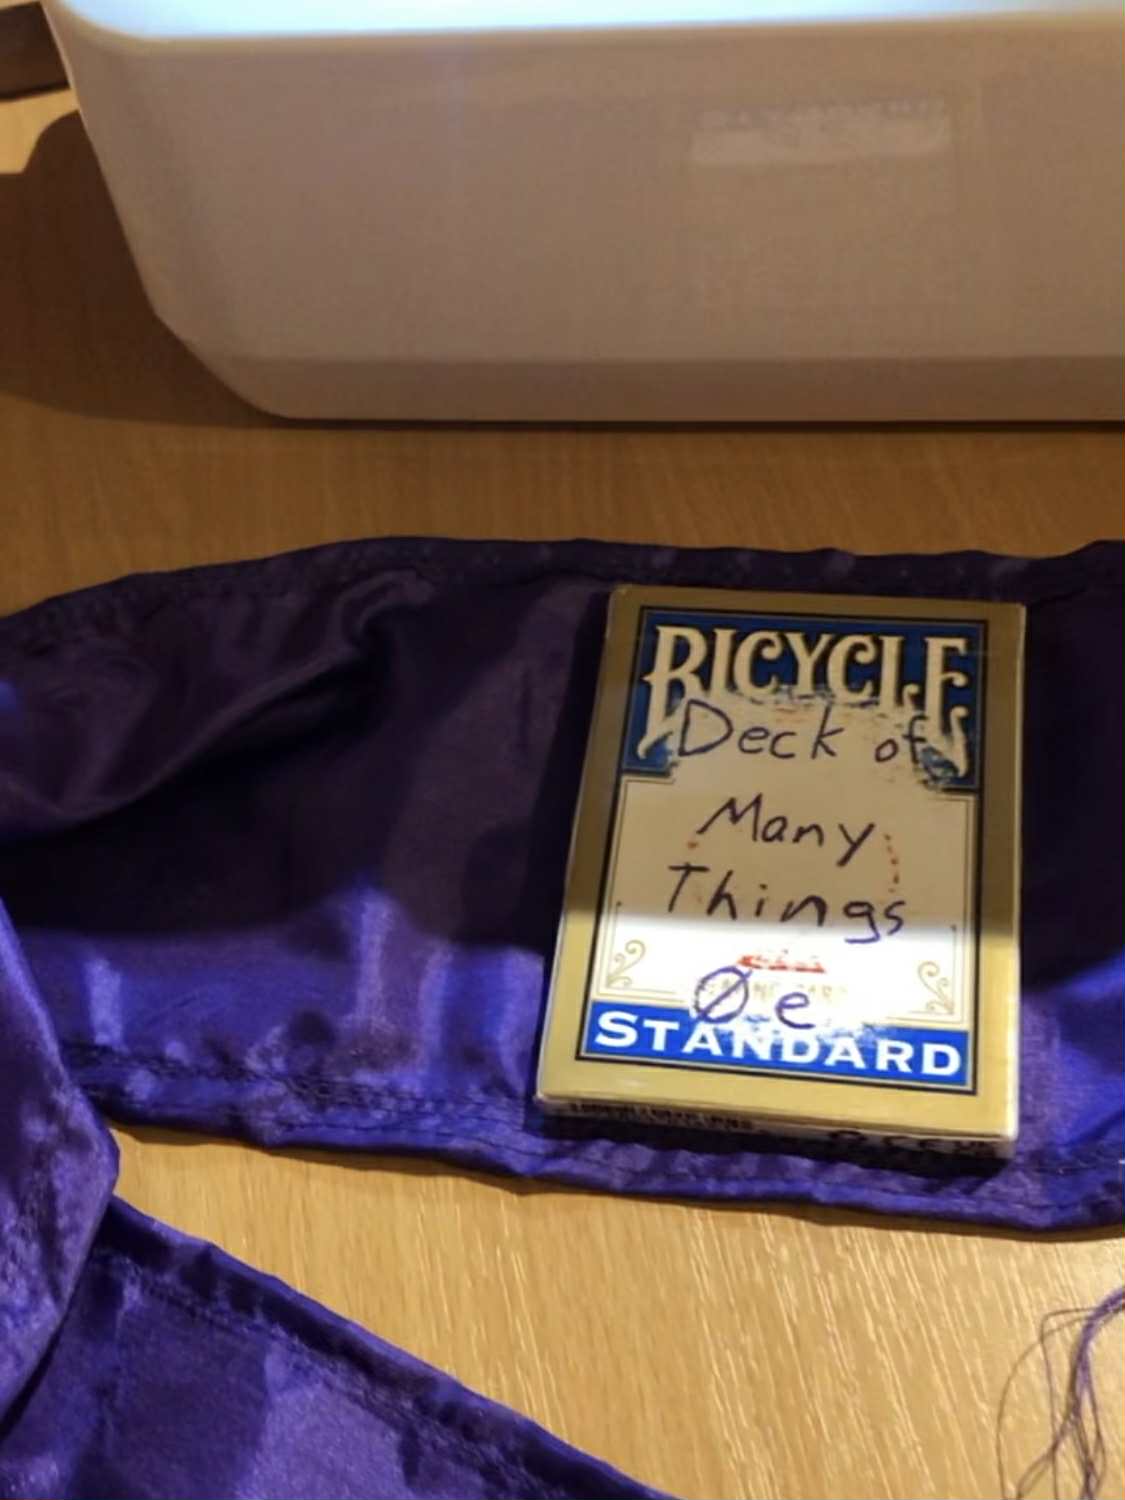 BICYCLE
Deck of
Many
Things
Øe
STANDARD